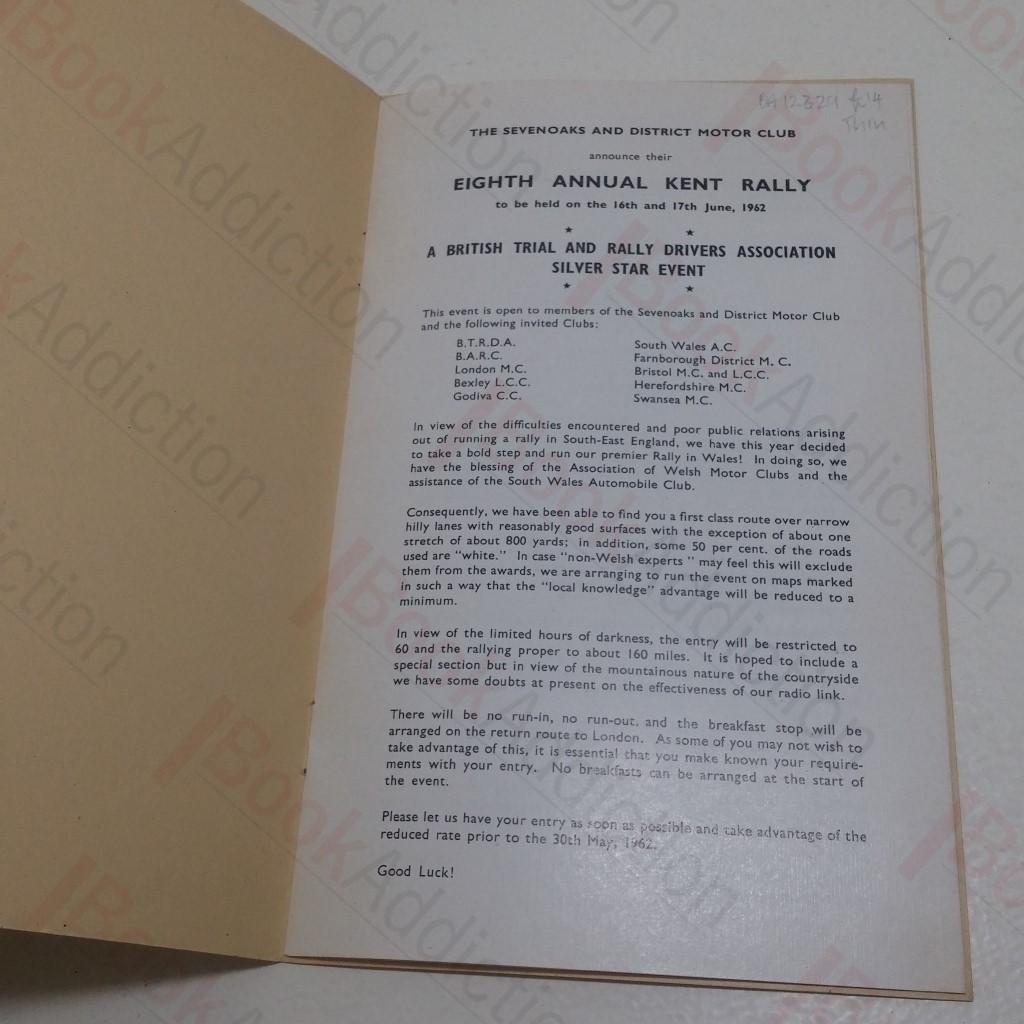 BA12329 fc14
Thin
THE SEVENOAKS AND DISTRICT MOTOR CLUB
announce their
EIGHTH ANNUAL KENT RALLY
to be held on the 16th and 17th June, 1962
★ ★
A BRITISH TRIAL AND RALLY DRIVERS ASSOCIATION
SILVER STAR EVENT
★ ★
This event is open to members of the Sevenoaks and District Motor Club
and the following invited Clubs:
B.T.R.D.A.
B.A.R.C.
London M.C.
Bexley L.C.C.
Godiva C.C.
South Wales A.C.
Farnborough District M. C.
Bristol M.C. and L.C.C.
Herefordshire M.C.
Swansea M.C.
In view of the difficulties encountered and poor public relations arising
out of running a rally in South-East England, we have this year decided
to take a bold step and run our premier Rally in Wales! In doing so, we
have the blessing of the Association of Welsh Motor Clubs and the
assistance of the South Wales Automobile Club.
Consequently, we have been able to find you a first class route over narrow
hilly lanes with reasonably good surfaces with the exception of about one
stretch of about 800 yards; in addition, some 50 per cent. of the roads
used are "white." In case "non-Welsh experts " may feel this will exclude
them from the awards, we are arranging to run the event on maps marked
in such a way that the "local knowledge" advantage will be reduced to a
minimum.
In view of the limited hours of darkness, the entry will be restricted to
60 and the rallying proper to about 160 miles. It is hoped to include a
special section but in view of the mountainous nature of the countryside
we have some doubts at present on the effectiveness of our radio link.
There will be no run-in, no run-out, and the breakfast stop will be
arranged on the return route to London. As some of you may not wish to
take advantage of this, it is essential that you make known your require-
ments with your entry. No breakfasts can be arranged at the start of
the event.
Please let us have your entry as soon as possible and take advantage of the
reduced rate prior to the 30th May, 1962.
Good Luck!
BookAddiction